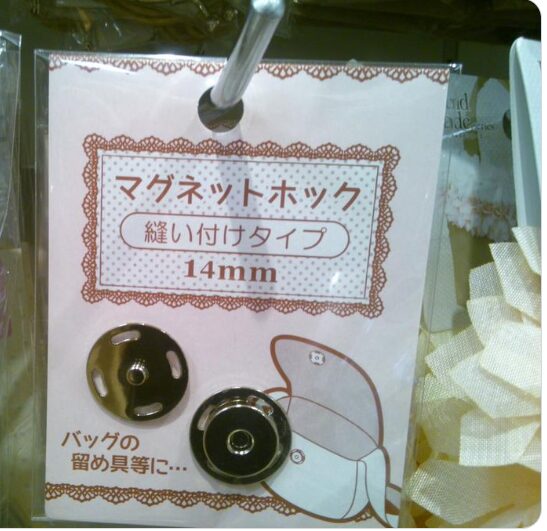 マグネットホック
縫い付けタイプ
14mm
バッグの
留め具等に…